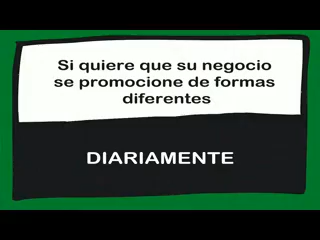 Si quiere que su negocio
se promocione de formas
diferentes
DIARIAMENTE